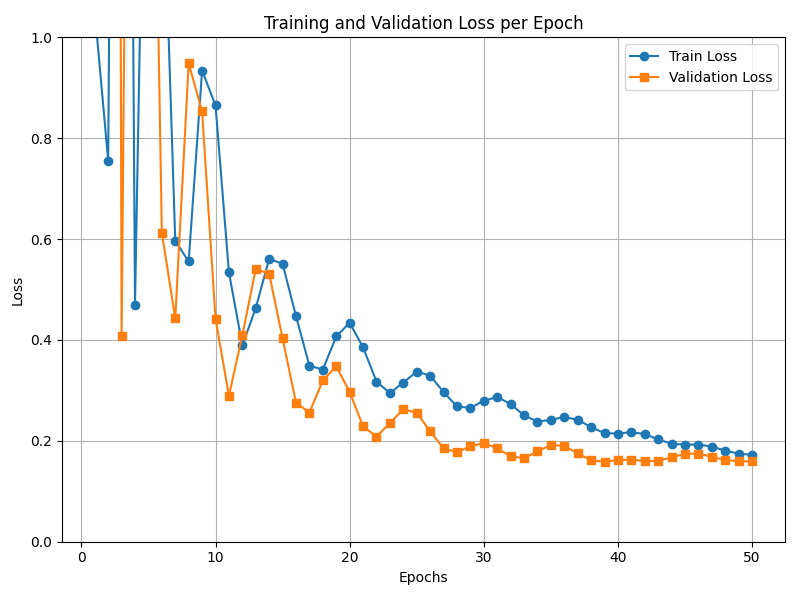 Training and Validation Loss per Epoch
Train Loss
Validation Loss
1.0
0.8
0.6
0.4
0.2
0.0
Loss
0 10 20 30 40 50
Epochs